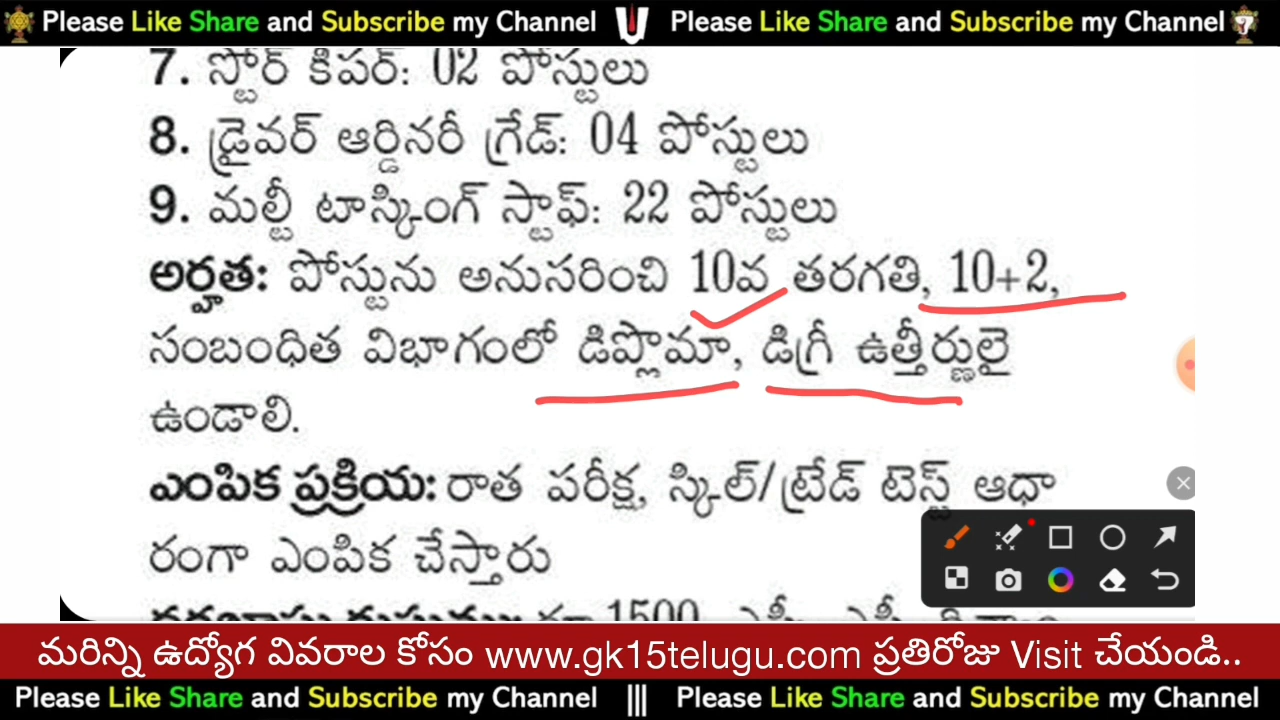 Please Like Share and Subscribe my Channel Please Like Share and Subscribe my Channel
7. స్టోర్ కీపర్: 02 పోస్టులు
8. డ్రైవర్ ఆర్డినరీ గ్రేడ్: 04 పోస్టులు
9. మల్టీ టాస్కింగ్ స్టాఫ్: 22 పోస్టులు
అర్హత: పోస్టును అనుసరించి 10వ తరగతి, 10+2,
సంబంధిత విభాగంలో డిప్లొమా, డిగ్రీ ఉత్తీర్ణులై
ఉండాలి.
ఎంపిక ప్రక్రియ: రాత పరీక్ష, స్కిల్/ట్రేడ్ టెస్ట్ ఆధా
రంగా ఎంపిక చేస్తారు
1500
మరిన్ని ఉద్యోగ వివరాల కోసం www.gk15telugu.com ప్రతిరోజు Visit చేయండి..
Please Like Share and Subscribe my Channel ||| Please Like Share and Subscribe my Channel